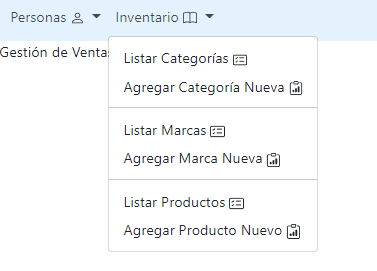 Personas Inventario
Gestión de Ventas
Listar Categorías
Agregar Categoría Nueva
Listar Marcas
Agregar Marca Nueva
Listar Productos
Agregar Producto Nuevo